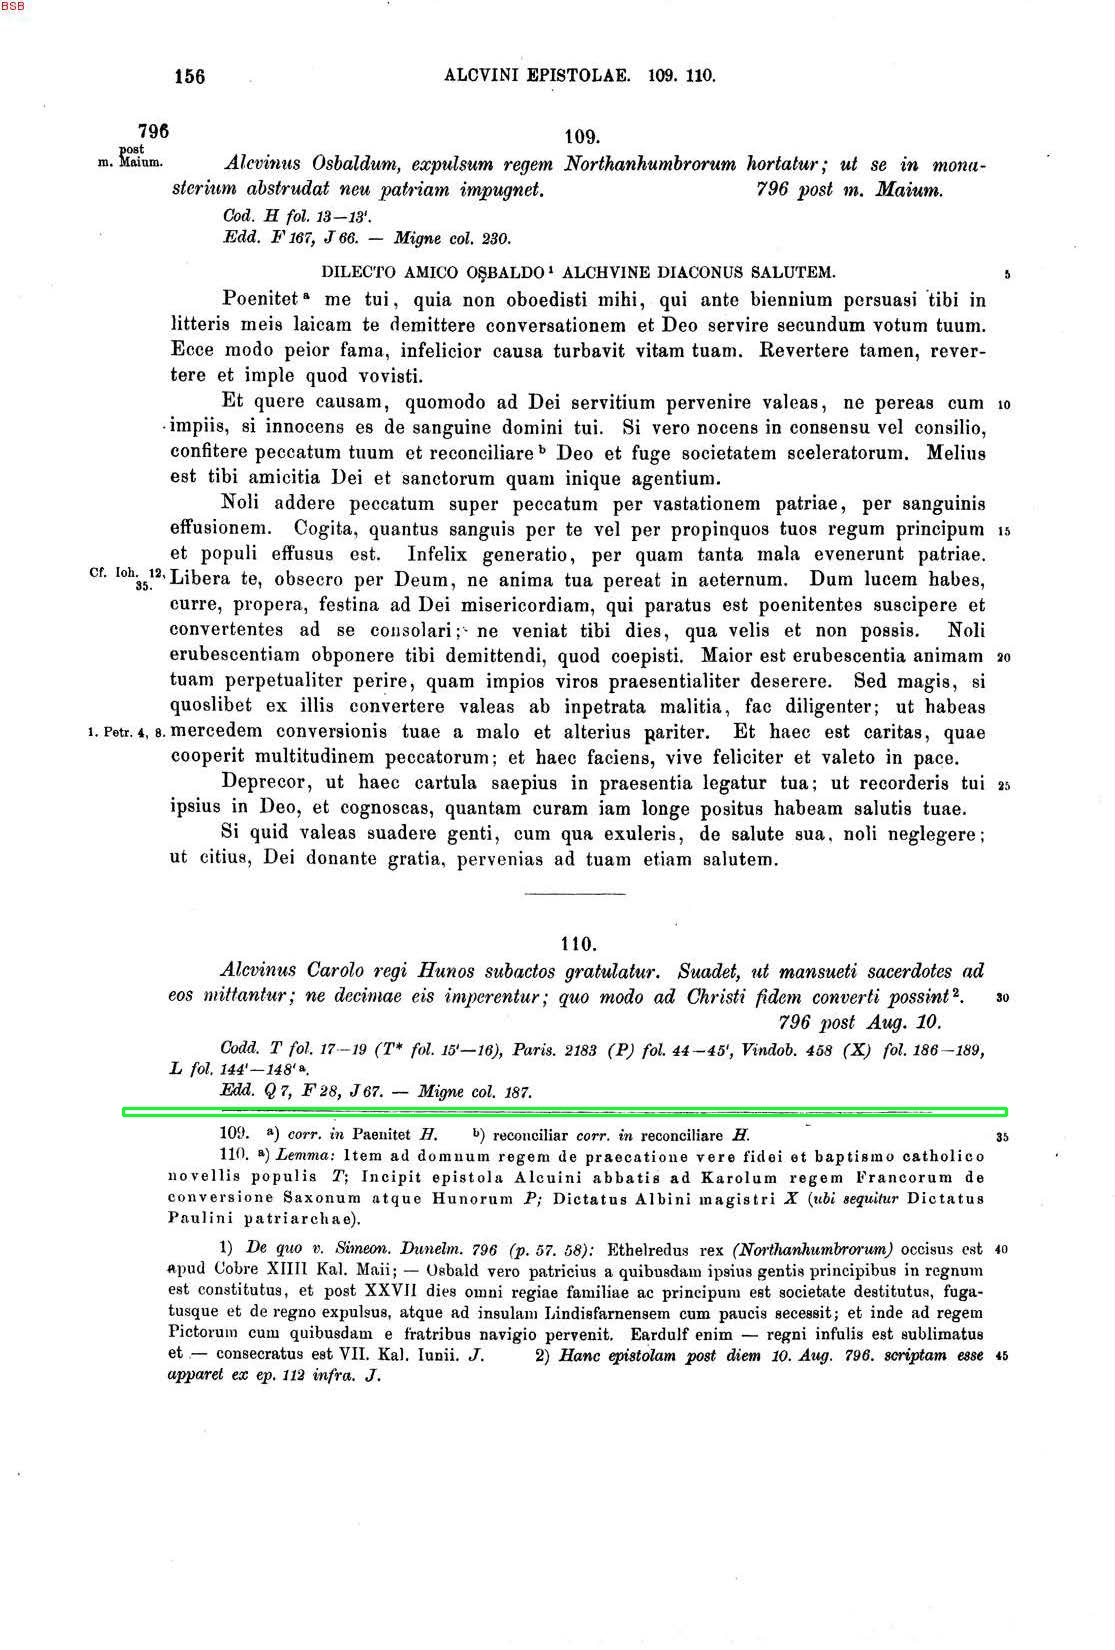 BSB
156 ALCVINI EPISTOLAE. 109. 110.
796
post
m. Maium.
109.
Alcvinus Osbaldum, expulsum regem Northanhumbrorum hortatur; ut se in mona-
sterium abstrudat neu patriam impugnet. 796 post m. Maium.
Cod. H fol. 13—13'.
Edd. F 167, J 66. — Migne col. 230.
DILECTO AMICO OSBALDO¹ ALCHVINE DIACONUS SALUTEM. 5
Poenitetᵃ me tui, quia non oboedisti mihi, qui ante biennium persuasi tibi in
litteris meis laicam te demittere conversationem et Deo servire secundum votum tuum.
Ecce modo peior fama, infelicior causa turbavit vitam tuam. Revertere tamen, rever-
tere et imple quod vovisti.
Et quere causam, quomodo ad Dei servitium pervenire valeas, ne pereas cum 10
impiis, si innocens es de sanguine domini tui. Si vero nocens in consensu vel consilio,
confitere peccatum tuum et reconciliareᵇ Deo et fuge societatem sceleratorum. Melius
est tibi amicitia Dei et sanctorum quam inique agentium.
Noli addere peccatum super peccatum per vastationem patriae, per sanguinis
effusionem. Cogita, quantus sanguis per te vel per propinquos tuos regum principum 15
et populi effusus est. Infelix generatio, per quam tanta mala evenerunt patriae.
Cf. Ioh. 12, 35. Libera te, obsecro per Deum, ne anima tua pereat in aeternum. Dum lucem habes,
curre, propera, festina ad Dei misericordiam, qui paratus est poenitentes suscipere et
convertentes ad se consolari; ne veniat tibi dies, qua velis et non possis. Noli
erubescentiam obponere tibi demittendi, quod coepisti. Maior est erubescentia animam 20
tuam perpetualiter perire, quam impios viros praesentialiter deserere. Sed magis, si
quoslibet ex illis convertere valeas ab inpetrata malitia, fac diligenter; ut habeas
1. Petr. 4, 8. mercedem conversionis tuae a malo et alterius pariter. Et haec est caritas, quae
cooperit multitudinem peccatorum; et haec faciens, vive feliciter et valeto in pace.
Deprecor, ut haec cartula saepius in praesentia legatur tua; ut recorderis tui 25
ipsius in Deo, et cognoscas, quantam curam iam longe positus habeam salutis tuae.
Si quid valeas suadere genti, cum qua exuleris, de salute sua, noli neglegere;
ut citius, Dei donante gratia, pervenias ad tuam etiam salutem.
110.
Alcvinus Carolo regi Hunos subactos gratulatur. Suadet, ut mansueti sacerdotes ad
eos mittantur; ne decimae eis imperentur; quo modo ad Christi fidem converti possint². 30
796 post Aug. 10.
Codd. T fol. 17—19 (T* fol. 15'—16), Paris. 2183 (P) fol. 44—45', Vindob. 458 (X) fol. 186—189,
L fol. 144'—148'ᵃ.
Edd. Q 7, F 28, J 67. — Migne col. 187.
109. ᵃ) corr. in Paenitet H. ᵇ) reconciliar corr. in reconciliare H. 35
110. ᵃ) Lemma: Item ad domnum regem de praecatione vere fidei et baptismo catholico
novellis populis T; Incipit epistola Alcuini abbatis ad Karolum regem Francorum de
conversione Saxonum atque Hunorum P; Dictatus Albini magistri X (ubi sequitur Dictatus
Paulini patriarchae).
1) De quo v. Simeon. Dunelm. 796 (p. 57. 58): Ethelredus rex (Northanhumbrorum) occisus est 40
apud Cobre XIIII Kal. Maii; — Osbald vero patricius a quibusdam ipsius gentis principibus in regnum
est constitutus, et post XXVII dies omni regiae familiae ac principum est societate destitutus, fuga-
tusque et de regno expulsus, atque ad insulam Lindisfarnensem cum paucis secessit; et inde ad regem
Pictorum cum quibusdam e fratribus navigio pervenit. Eardulf enim — regni infulis est sublimatus
et — consecratus est VII. Kal. Iunii. J. 2) Hanc epistolam post diem 10. Aug. 796. scriptam esse 45
apparet ex ep. 112 infra. J.